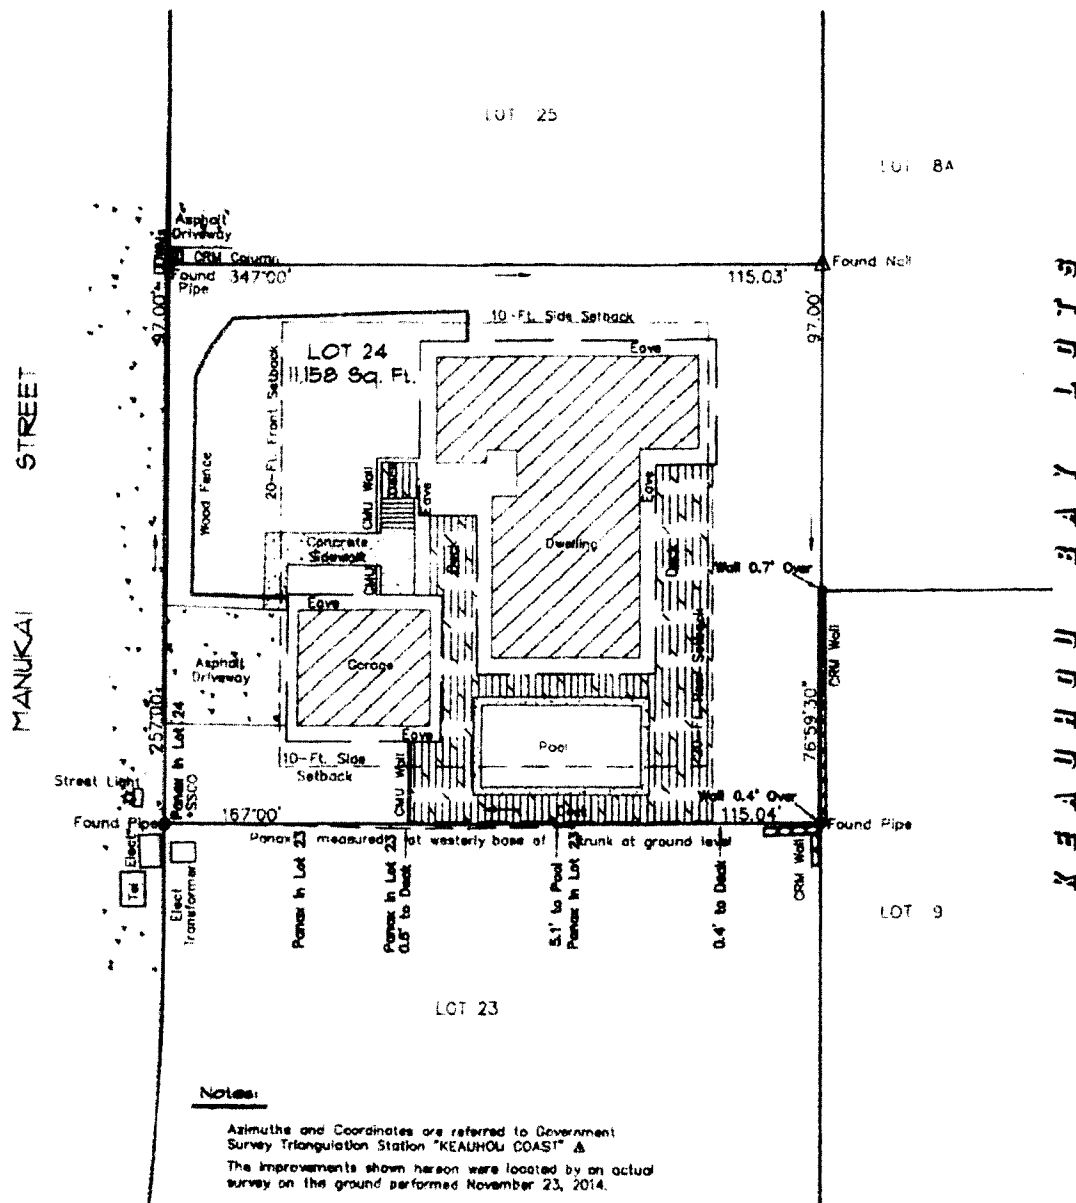 LOT 25
LOT 8A
Asphalt
Driveway
CRM Column
Found
Pipe
347°00'
115.03'
Found Nail
97.00'
97.00'
10-Ft. Side Setback
Eave
LOT 24
11,158 Sq. Ft.
20-Ft. Front Setback
Wood Fence
STREET
MANUKAI
CMU Wall
Deck
Eave
Eave
Concrete
Sidewalk
CMU
Deck
Dwelling
Deck
Wall 0.7' Over
CRM Wall
Eave
Garage
Asphalt
Driveway
20-Ft. Rear Setback
257°00'
Panax in Lot 24
*SSCO
Eave
Pool
10-Ft. Side
Setback
CMU Wall
76°59'30"
Street Light
Wall 0.4' Over
Deck
Found Pipe
167°00'
115.04'
Found Pipe
Panax measured at westerly base of trunk at ground level
Elect
Tel
Elect
Transformer
Panax in Lot 23
Panax in Lot 23
0.6' to Deck
5.1' to Pool
Panax in Lot 23
0.4' to Deck
CRM Wall
LOT 9
LOT 23
KEAUHOU BAY LOTS
Notes:
Azimuths and Coordinates are referred to Government
Survey Triangulation Station "KEAUHOU COAST" △
The improvements shown hereon were located by an actual
survey on the ground performed November 23, 2014.